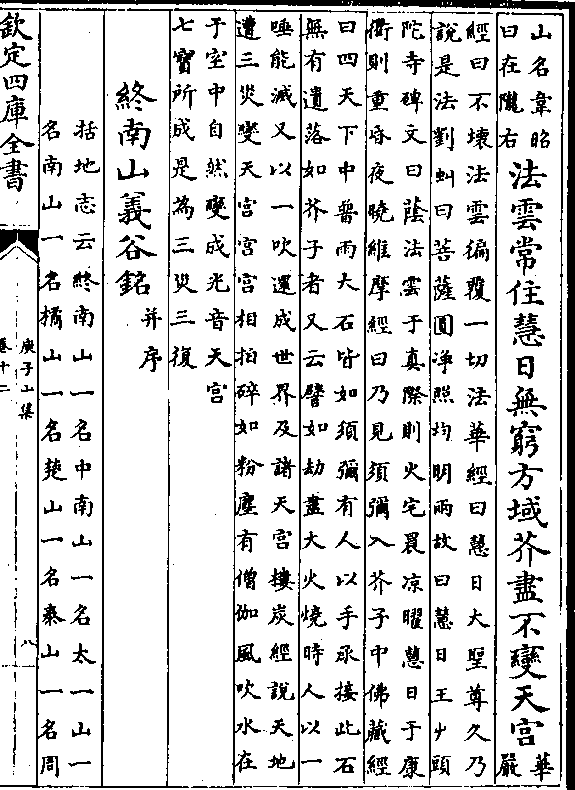 山名韋昭
曰在隴右
法雲常住慧日無窮方域芥盡不變天宮
華
嚴
經曰不壞法雲徧覆一切法華經曰慧日大聖尊久乃
說是法劉虬曰菩薩圓淨照均明兩故曰慧日王屮頭
陀寺碑文曰蔭法雲于真際則火宅晨凉曜慧日于康
衢則重昏夜曉維摩經曰乃見須彌入芥子中佛藏經
曰四天下中普雨大石皆如須彌有人以手承接此石
無有遺落如芥子者又云譬如劫盡大火燒時人以一
唾能滅又以一吹還成世界及諸天宮樓炭經說天地
遭三災變天宮宮宮相拍碎如粉塵有僧伽風吹水在
于室中自然變成光音天宮
七寶所成是為三災三復
終南山義谷銘并序
括地志云終南山一名中南山一名太一山一
名南山一名橘山一名楚山一名泰山一名周
欽定四庫全書
庾子山集
卷十二
八